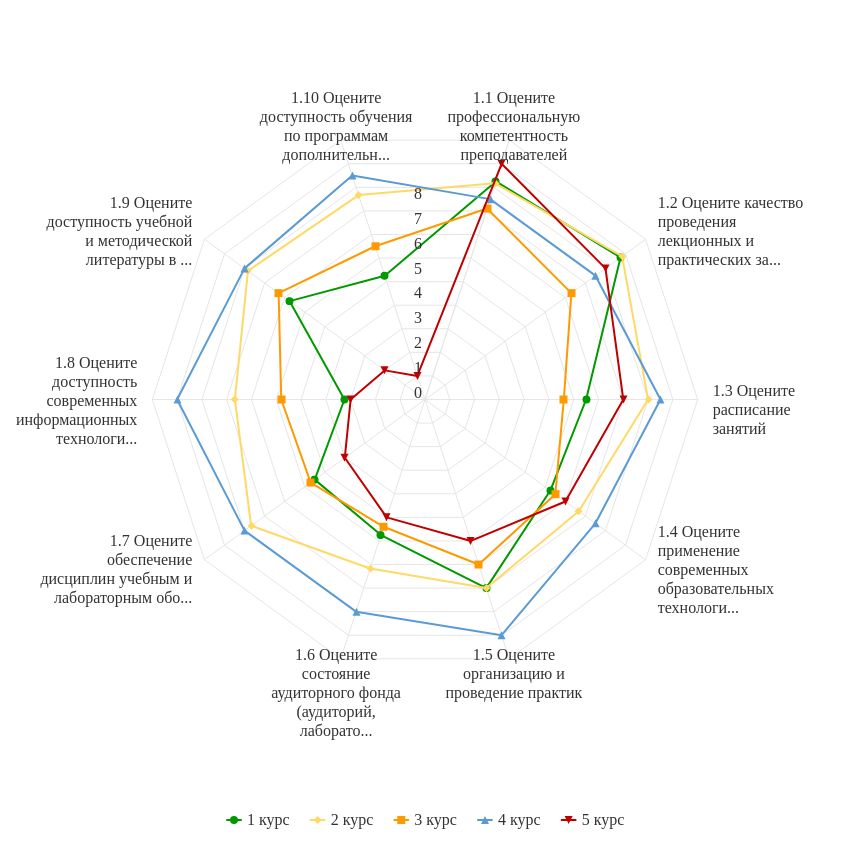 1.10 Оцените
доступность обучения
по программам
дополнительн...
1.1 Оцените
профессиональную
компетентность
преподавателей
1.9 Оцените
доступность учебной
и методической
литературы в ...
1.2 Оцените качество
проведения
лекционных и
практических за...
8
7
6
5
4
3
2
1
0
1.8 Оцените
доступность
современных
информационных
технологи...
1.3 Оцените
расписание
занятий
1.7 Оцените
обеспечение
дисциплин учебным и
лабораторным обо...
1.4 Оцените
применение
современных
образовательных
технологи...
1.6 Оцените
состояние
аудиторного фонда
(аудиторий,
лаборато...
1.5 Оцените
организацию и
проведение практик
1 курс 2 курс 3 курс 4 курс 5 курс